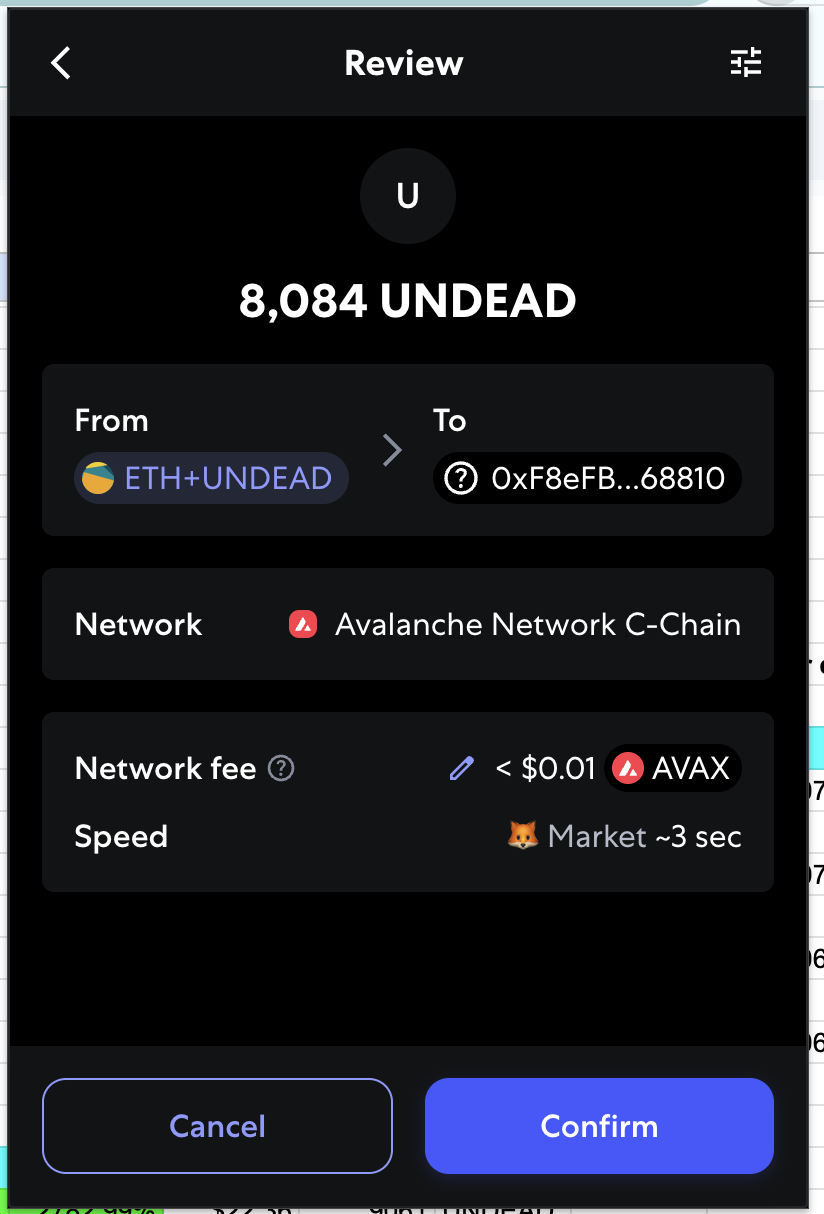 Review
U
8,084 UNDEAD
From
To
ETH+UNDEAD
0xF8eFB...68810
Network
Avalanche Network C-Chain
Network fee
< $0.01
AVAX
Speed
Market ~3 sec
Cancel
Confirm